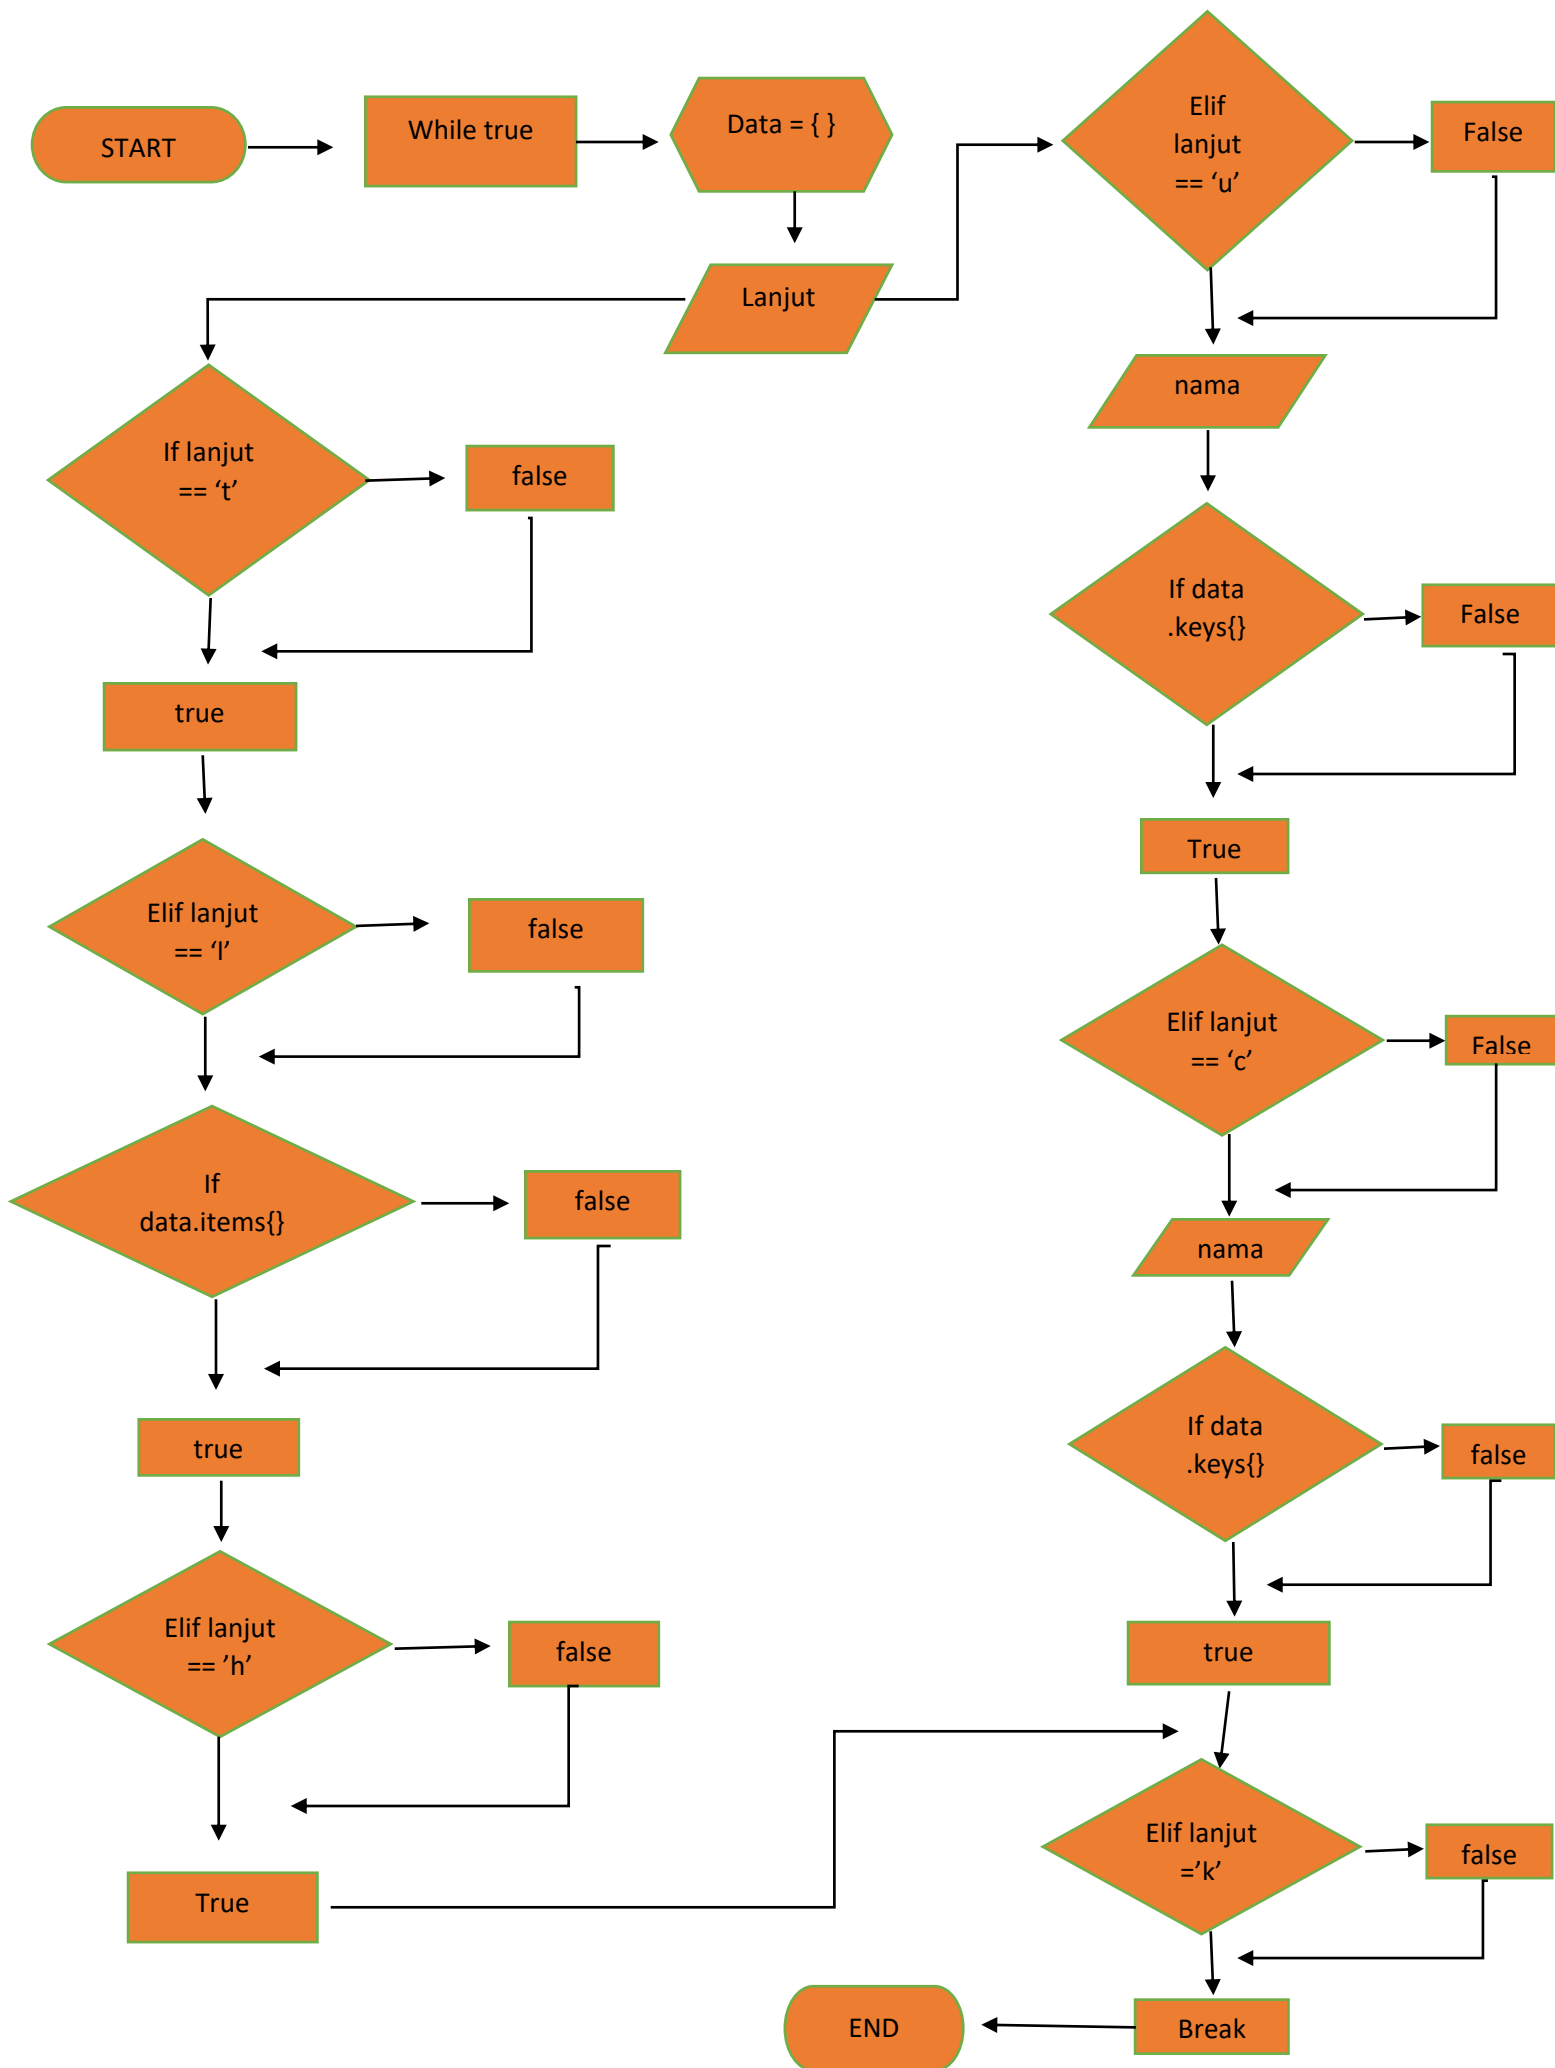 START
While true
Data = { }
Lanjut
If lanjut
== ‘t’
false
true
Elif lanjut
== ‘l’
false
If
data.items{}
false
true
Elif lanjut
== ’h’
false
True
Elif
lanjut
== ‘u’
False
nama
If data
.keys{}
False
True
Elif lanjut
== ‘c’
False
nama
If data
.keys{}
false
true
Elif lanjut
=’k’
false
Break
END